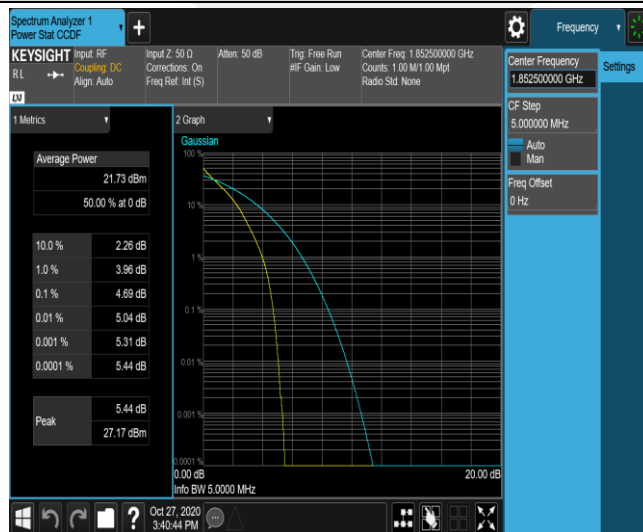 Spectrum Analyzer 1
Power Stat CCDF
+
Frequency
KEYSIGHT
RL
LXI
Input: RF
Coupling: DC
Align: Auto
Input Z: 50 Ω
Corrections: On
Freq Ref: Int (S)
Atten: 50 dB
Trig: Free Run
#IF Gain: Low
Center Freq: 1.852500000 GHz
Counts: 1.00 M/1.00 Mpt
Radio Std: None
Center Frequency
1.852500000 GHz
Settings
CF Step
5.000000 MHz
Auto
Man
Freq Offset
0 Hz
1 Metrics
Average Power
21.73 dBm
50.00 % at 0 dB
10.0 % 2.26 dB
1.0 % 3.96 dB
0.1 % 4.69 dB
0.01 % 5.04 dB
0.001 % 5.31 dB
0.0001 % 5.44 dB
Peak 5.44 dB
27.17 dBm
2 Graph
Gaussian
100 %
10 %
1 %
0.1 %
0.01 %
0.001 %
0.0001 %
0.00 dB 20.00 dB
Info BW 5.0000 MHz
?
Oct 27, 2020
3:40:44 PM